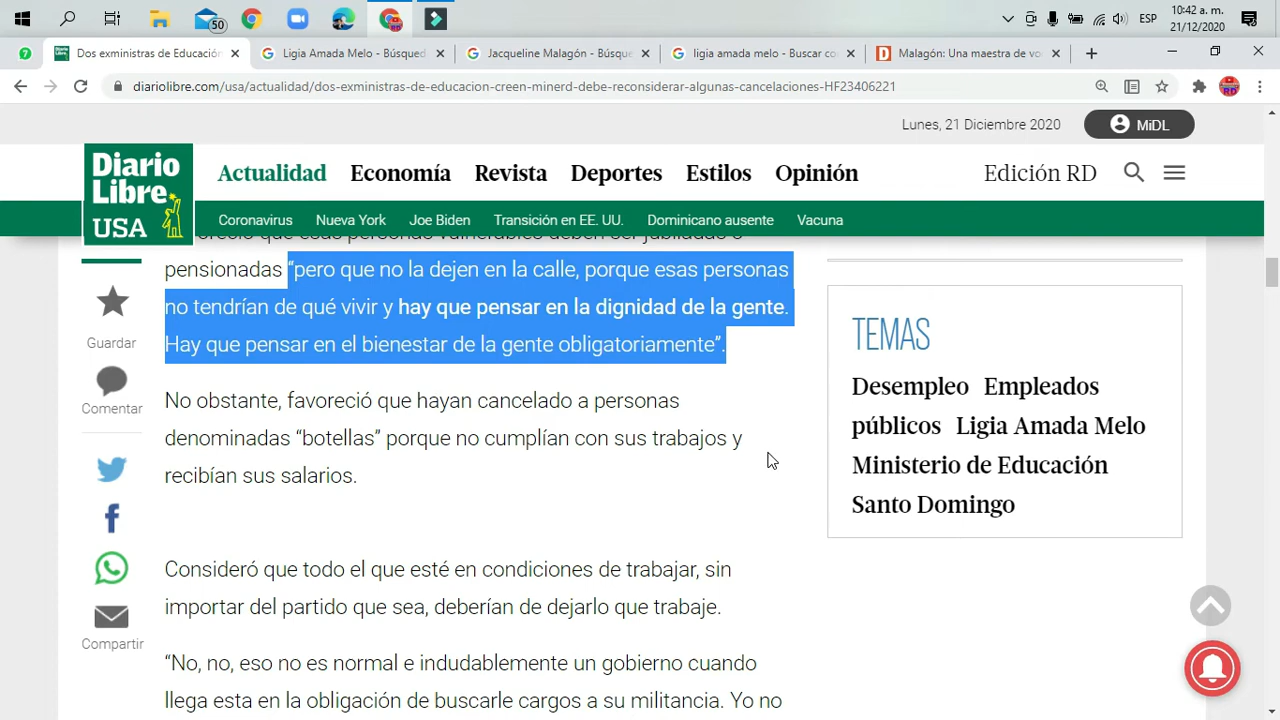 50
ESP
10:42 a. m.
21/12/2020
7
Dos exministras de Educación
Ligia Amada Melo - Búsqued
Jacqueline Malagón - Búsque
ligia amada melo - Buscar co
Malagón: Una maestra de vo
diariolibre.com/usa/actualidad/dos-exministras-de-educacion-creen-minerd-debe-reconsiderar-algunas-cancelaciones-HF23406221
Lunes, 21 Diciembre 2020
MiDL
Diario
Libre
USA
Actualidad
Economía
Revista
Deportes
Estilos
Opinión
Edición RD
Coronavirus
Nueva York
Joe Biden
Transición en EE. UU.
Dominicano ausente
Vacuna
pensionadas “pero que no la dejen en la calle, porque esas personas
no tendrían de qué vivir y hay que pensar en la dignidad de la gente.
Hay que pensar en el bienestar de la gente obligatoriamente”.
No obstante, favoreció que hayan cancelado a personas
denominadas “botellas” porque no cumplían con sus trabajos y
recibían sus salarios.
Consideró que todo el que esté en condiciones de trabajar, sin
importar del partido que sea, deberían de dejarlo que trabaje.
“No, no, eso no es normal e indudablemente un gobierno cuando
llega esta en la obligación de buscarle cargos a su militancia. Yo no
Guardar
Comentar
Compartir
TEMAS
Desempleo Empleados
públicos Ligia Amada Melo
Ministerio de Educación
Santo Domingo